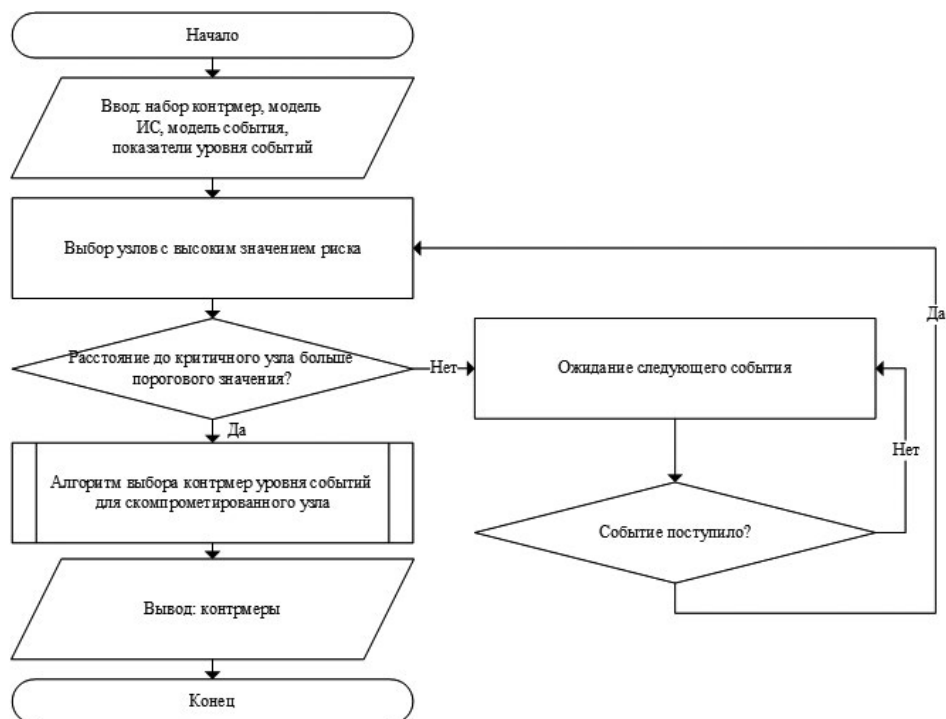 Начало
Ввод: набор контрмер, модель
ИС, модель события,
показатели уровня событий
Выбор узлов с высоким значением риска
Да
Расстояние до критичного узла больше
порогового значения?
Нет
Ожидание следующего события
Да
Нет
Алгоритм выбора контрмер уровня событий
для скомпрометированного узла
Событие поступило?
Вывод: контрмеры
Конец